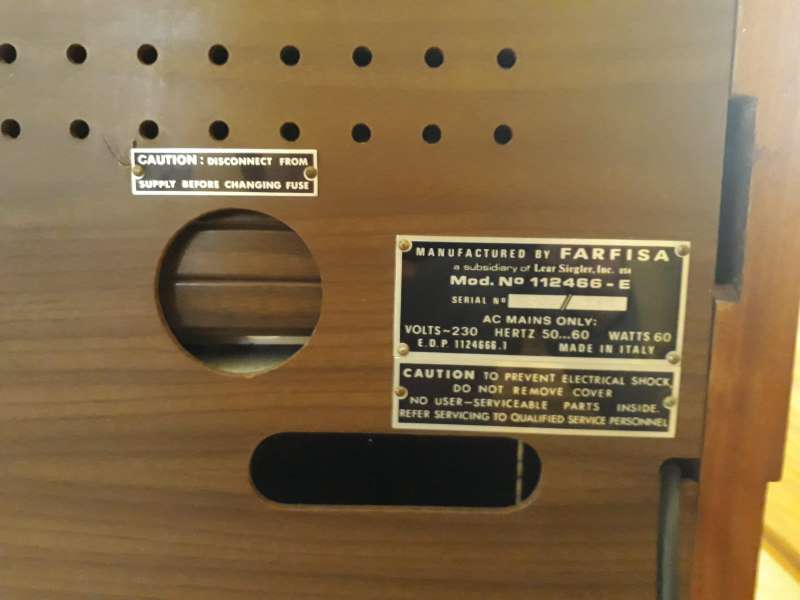 CAUTION: DISCONNECT FROM
SUPPLY BEFORE CHANGING FUSE
MANUFACTURED BY FARFISA
a subsidiary of Lear Siegler, Inc. USA
Mod. No 112466-E
SERIAL No /
AC MAINS ONLY:
VOLTS~230 HERTZ 50...60 WATTS 60
E.D.P. 1124666.1 MADE IN ITALY
CAUTION TO PREVENT ELECTRICAL SHOCK
DO NOT REMOVE COVER
NO USER-SERVICEABLE PARTS INSIDE.
REFER SERVICING TO QUALIFIED SERVICE PERSONNEL